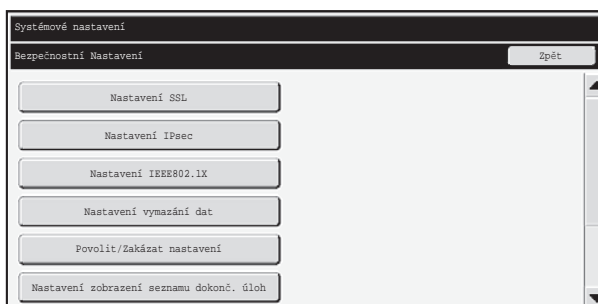 Systémové nastavení
Bezpečnostní Nastavení
Zpět
Nastavení SSL
Nastavení IPsec
Nastavení IEEE802.1X
Nastavení vymazání dat
Povolit/Zakázat nastavení
Nastavení zobrazení seznamu dokonč. úloh